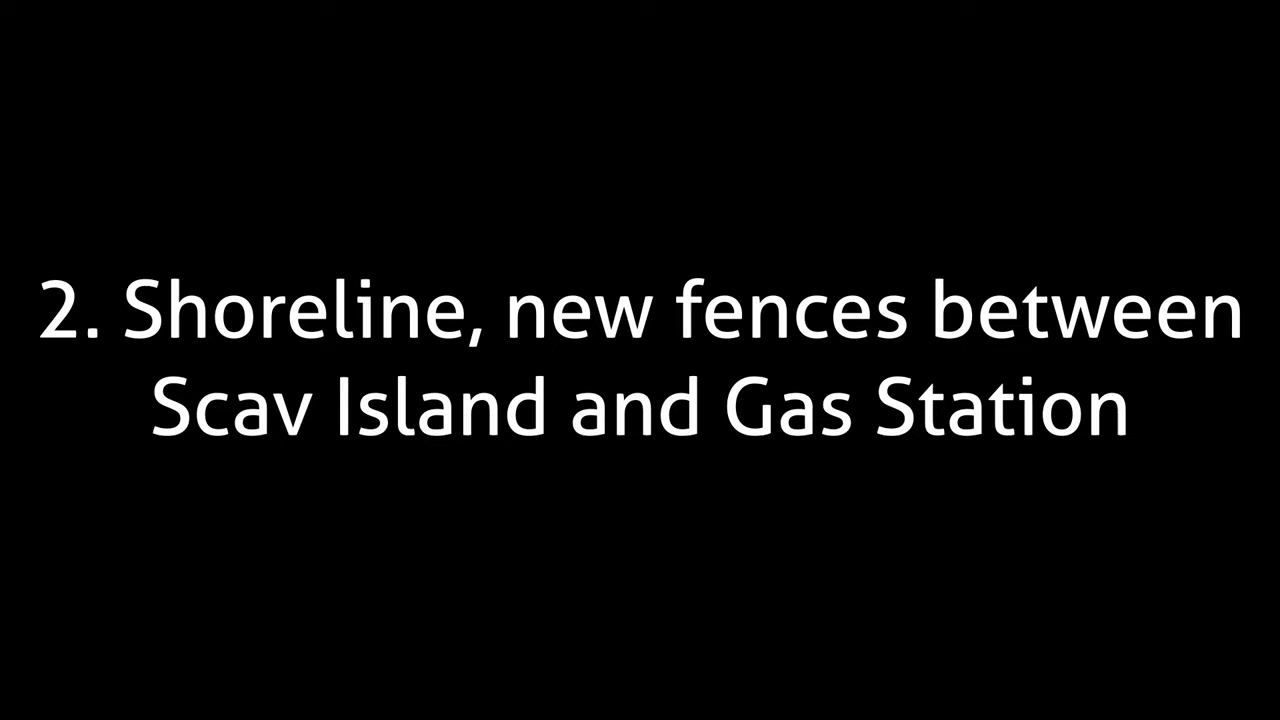 2. Shoreline, new fences between
Scav Island and Gas Station